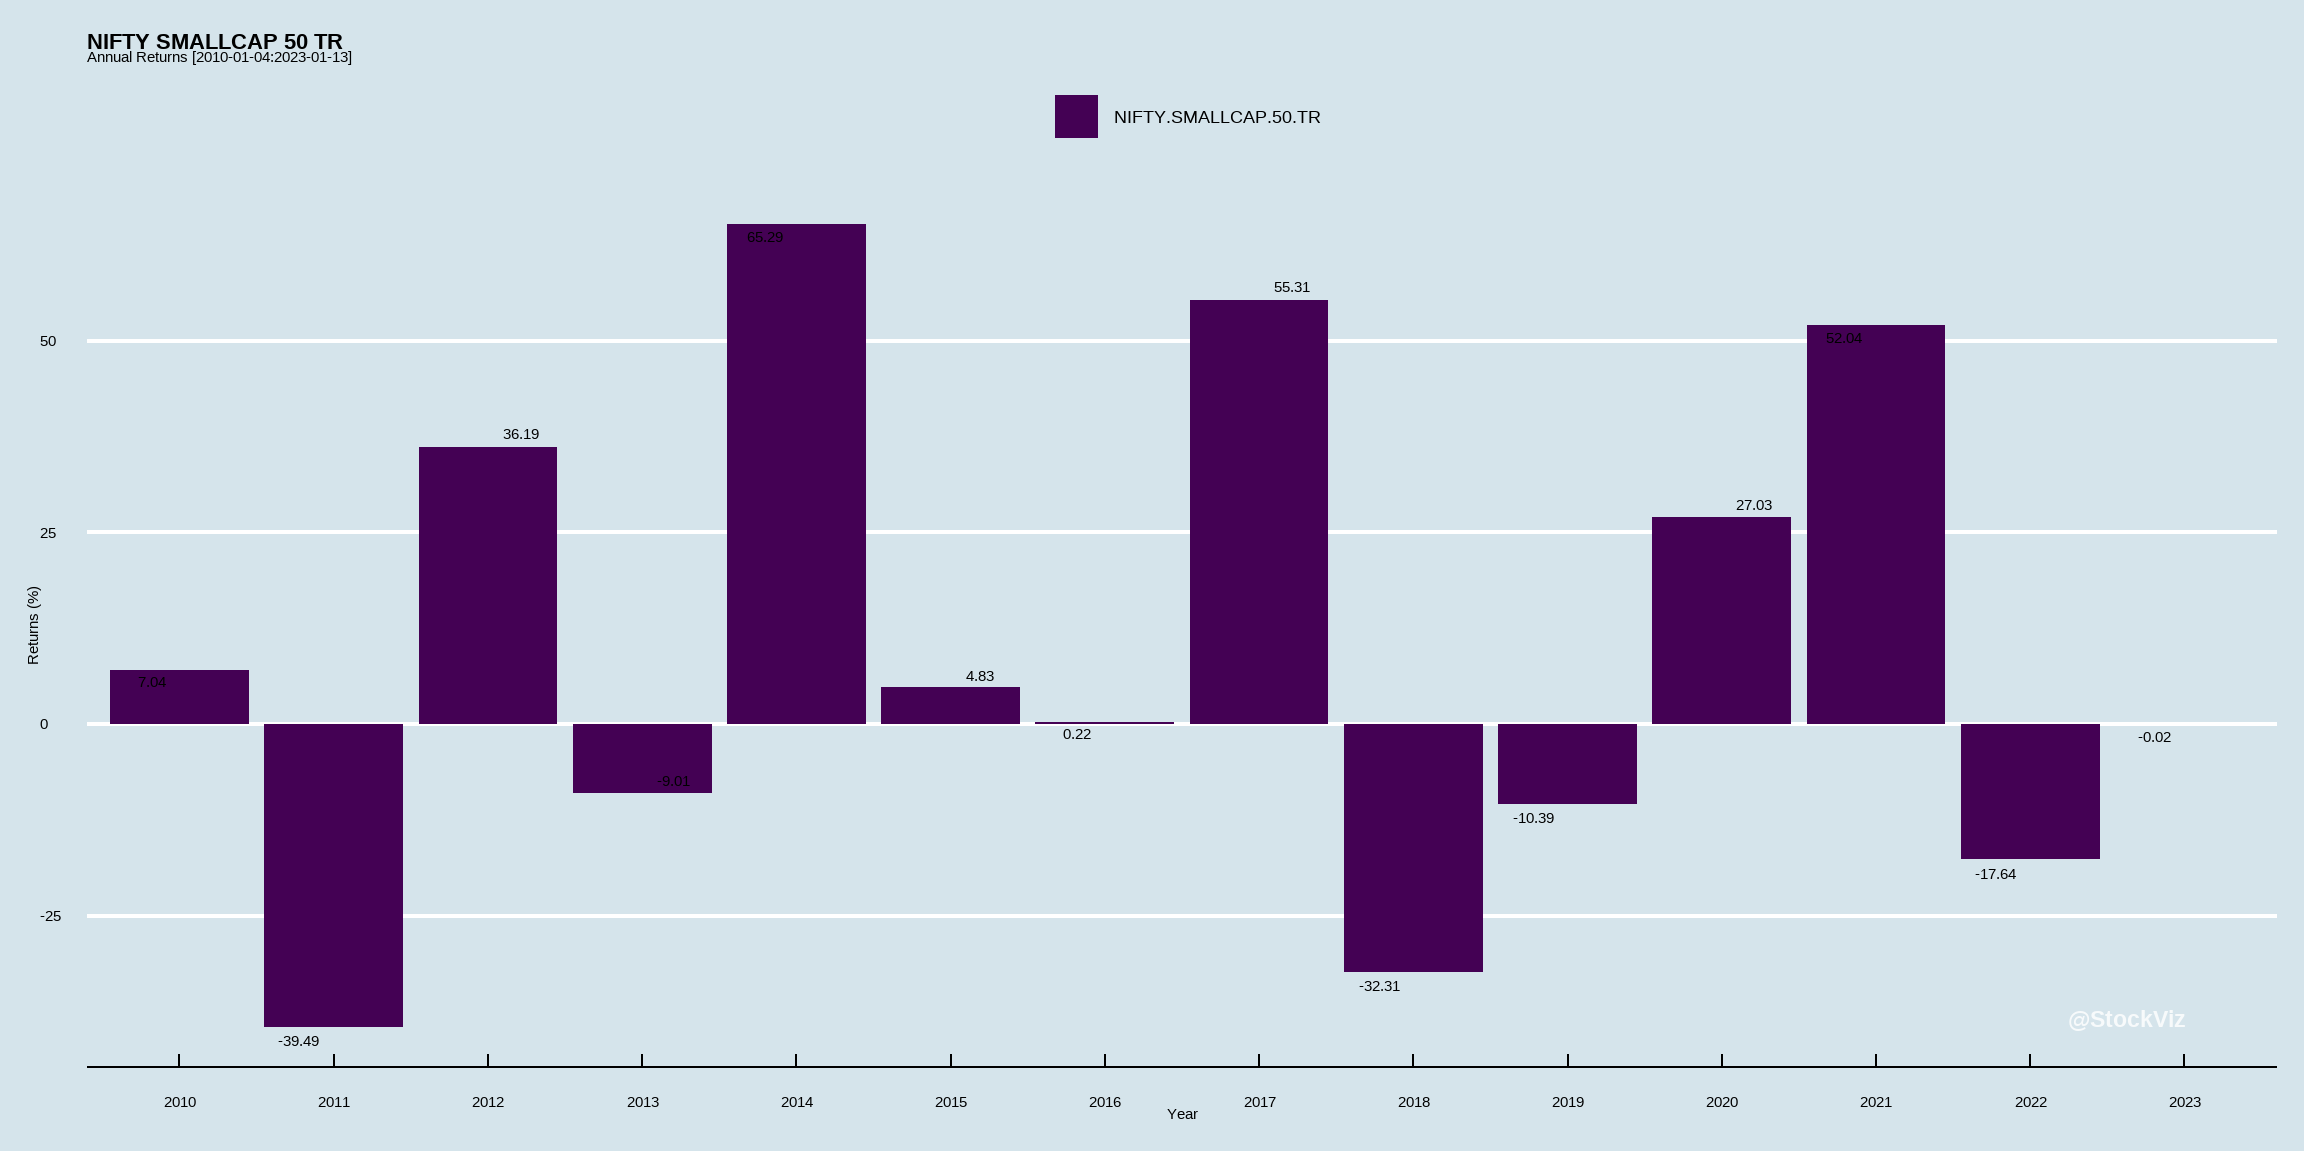 NIFTY SMALLCAP 50 TR
Annual Returns [2010-01-04:2023-01-13]
NIFTY.SMALLCAP.50.TR
65.29
55.31
50
52.04
36.19
27.03
25
Returns (%)
7.04
4.83
0
0.22
-0.02
-9.01
-10.39
-17.64
-25
-32.31
@StockViz
-39.49
2010 2011 2012 2013 2014 2015 2016 2017 2018 2019 2020 2021 2022 2023
Year